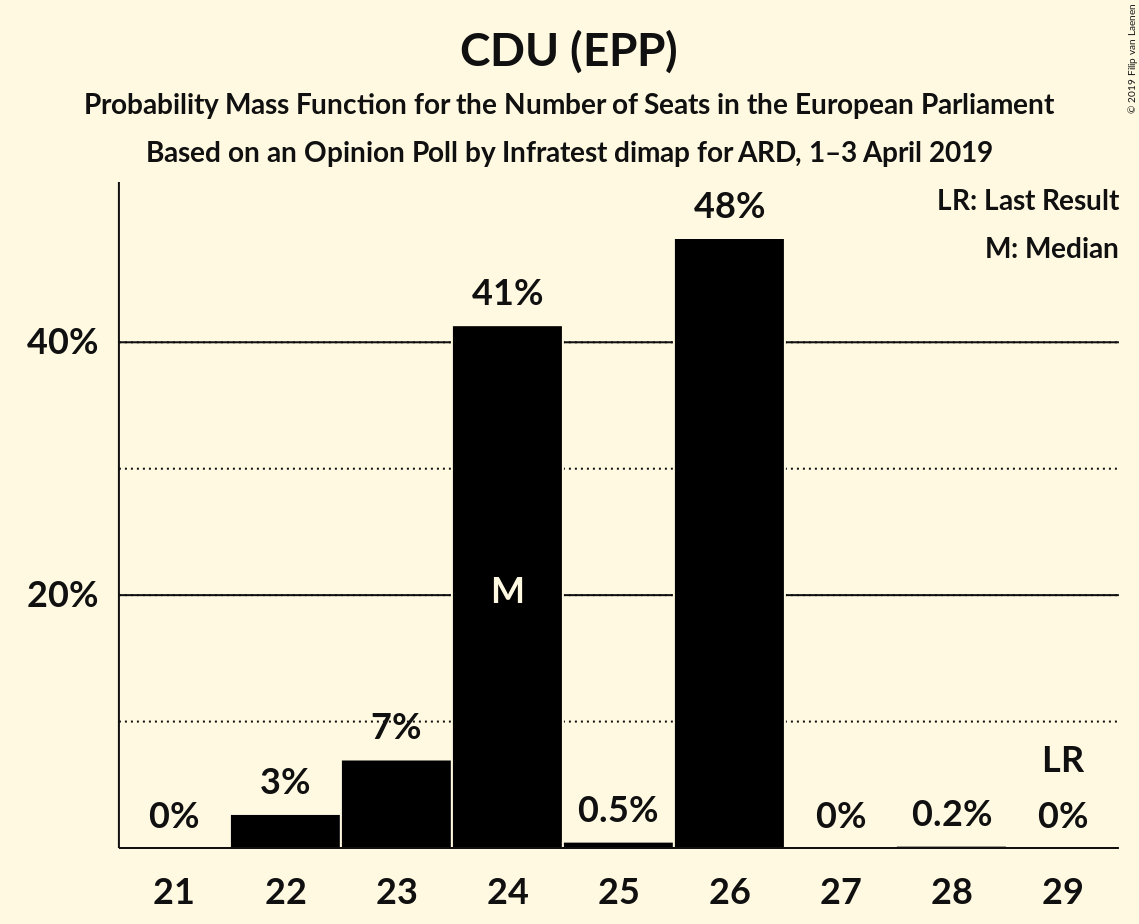 CDU (EPP)
Probability Mass Function for the Number of Seats in the European Parliament
Based on an Opinion Poll by Infratest dimap for ARD, 1–3 April 2019
© 2019 Filip van Laenen
LR: Last Result
M: Median
48%
41%
40%
M
20%
7%
LR
3%
0%
0.5%
0%
0.2%
0%
21 22 23 24 25 26 27 28 29